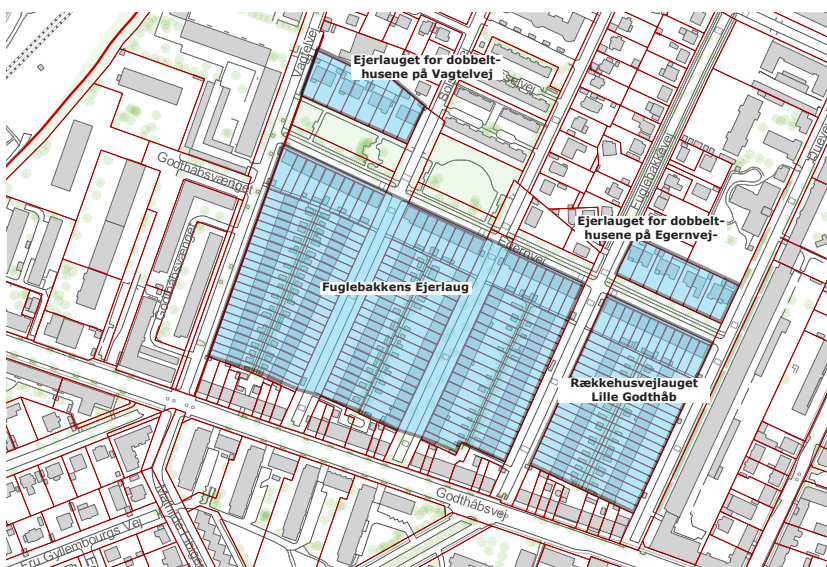 Ejerlauget for dobbelt-
husene på Vagtelvej
Vagtelvej
Godthåbsvænget
Fuglebakkevej
Ejerlauget for dobbelt-
husene på Egernvej-
Egernvej
Godthåbsvænget
Fuglebakkens Ejerlaug
Rækkehusvejlauget
Lille Godthåb
Godthåbsvej
Fru Gyllembourgs Vej